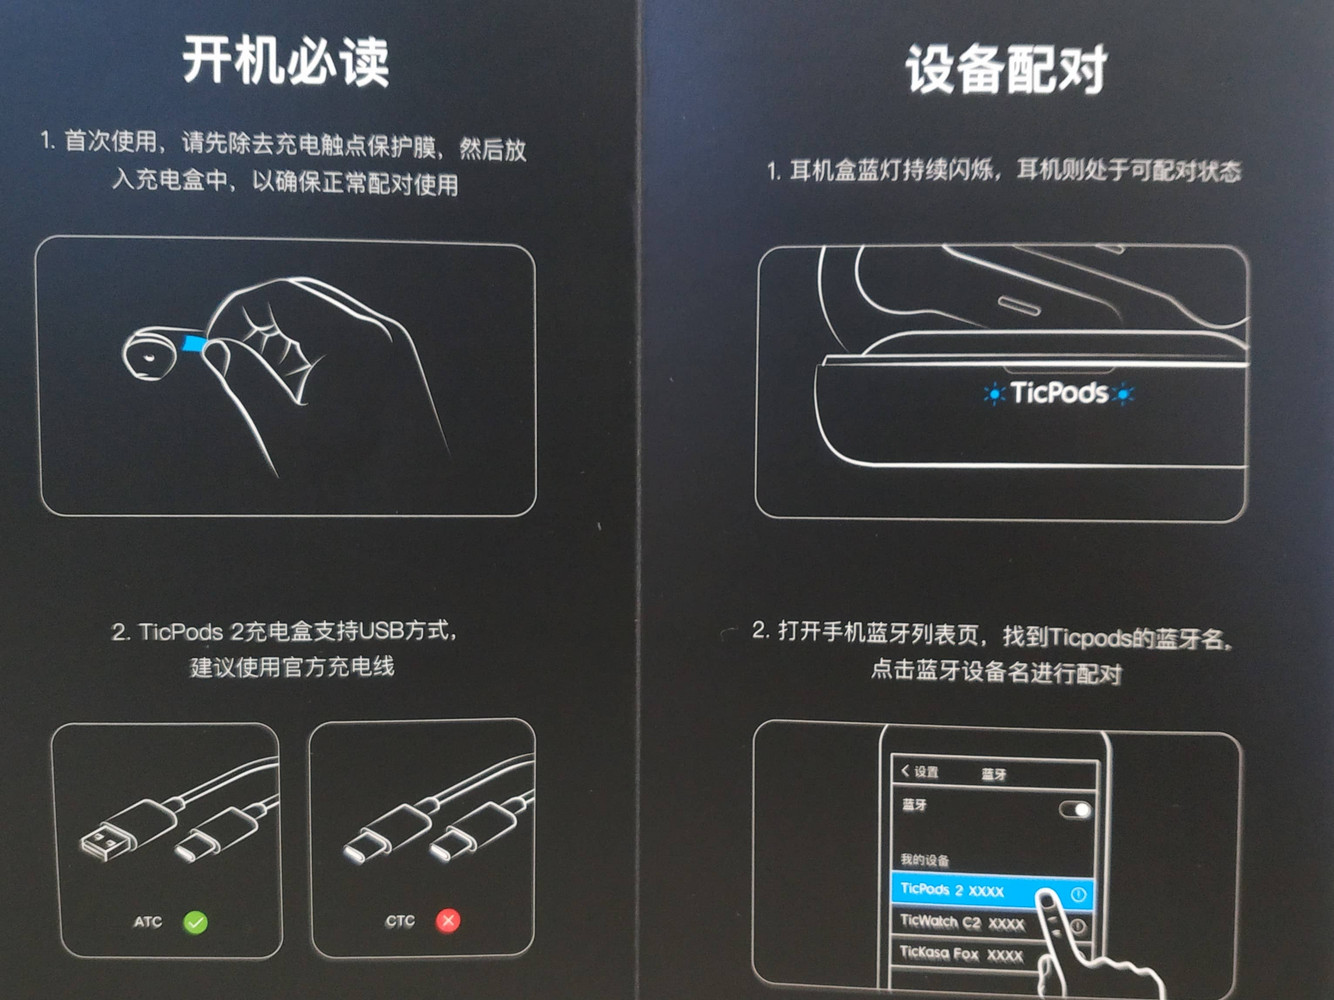 开机必读
1. 首次使用，请先除去充电触点保护膜，然后放
入充电盒中，以确保正常配对使用
2. TicPods 2充电盒支持USB方式，
建议使用官方充电线
ATC
CTC
设备配对
1. 耳机盒蓝灯持续闪烁，耳机则处于可配对状态
TicPods
2. 打开手机蓝牙列表页，找到Ticpods的蓝牙名。
点击蓝牙设备名进行配对
设置 蓝牙
蓝牙
我的设备
TicPods 2 XXXX
TicWatch C2 XXXX
TicKasa Fox XXXX